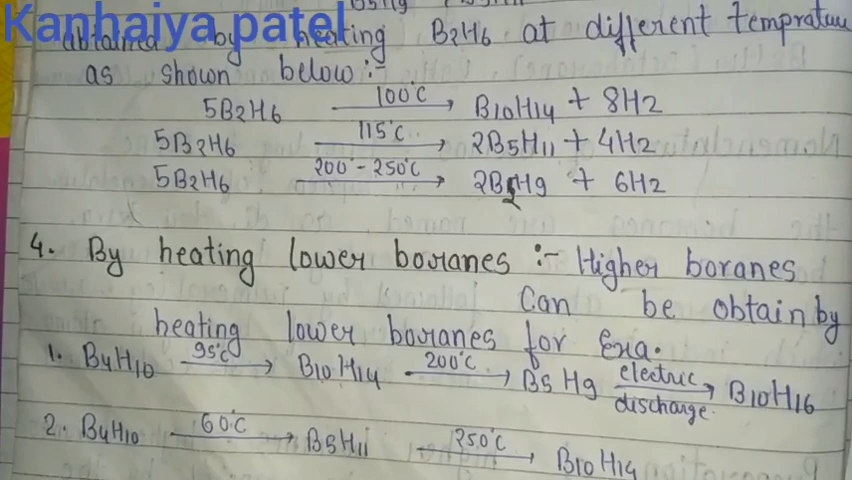 Kanhaiya patel
obtained by heating B2H6 at different temprature
as shown below:-
5B2H6 100°C → B10H14 + 8H2
5B2H6 115°C → 2B5H11 + 4H2
5B2H6 200°-250°C → 2B5H9 + 6H2
4. By heating lower boranes :- Higher boranes
Can be obtain by
heating lower boranes for Exa.
1. B4H10 95°C → B10H14 200°C → B5H9 electric discharge → B10H16
2. B4H10 60°C → B5H11 250°C → B10H14